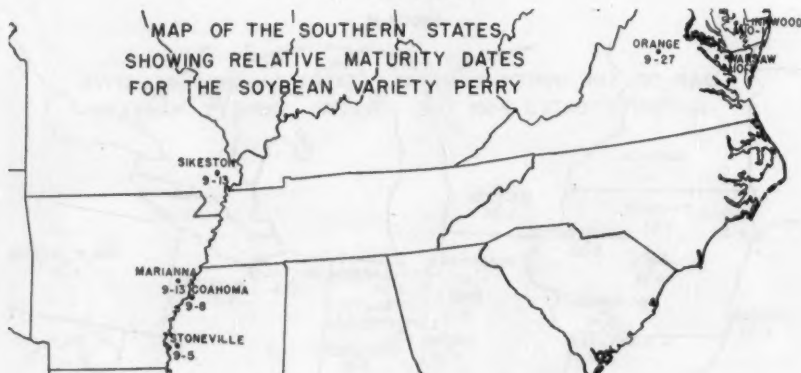 MAP OF THE SOUTHERN STATES
SHOWING RELATIVE MATURITY DATES
FOR THE SOYBEAN VARIETY PERRY
ORANGE
9-27
WARSAW
SIKESTON
9-13
MARIANNA
9-13
COAHOMA
9-8
STONEVILLE
9-5